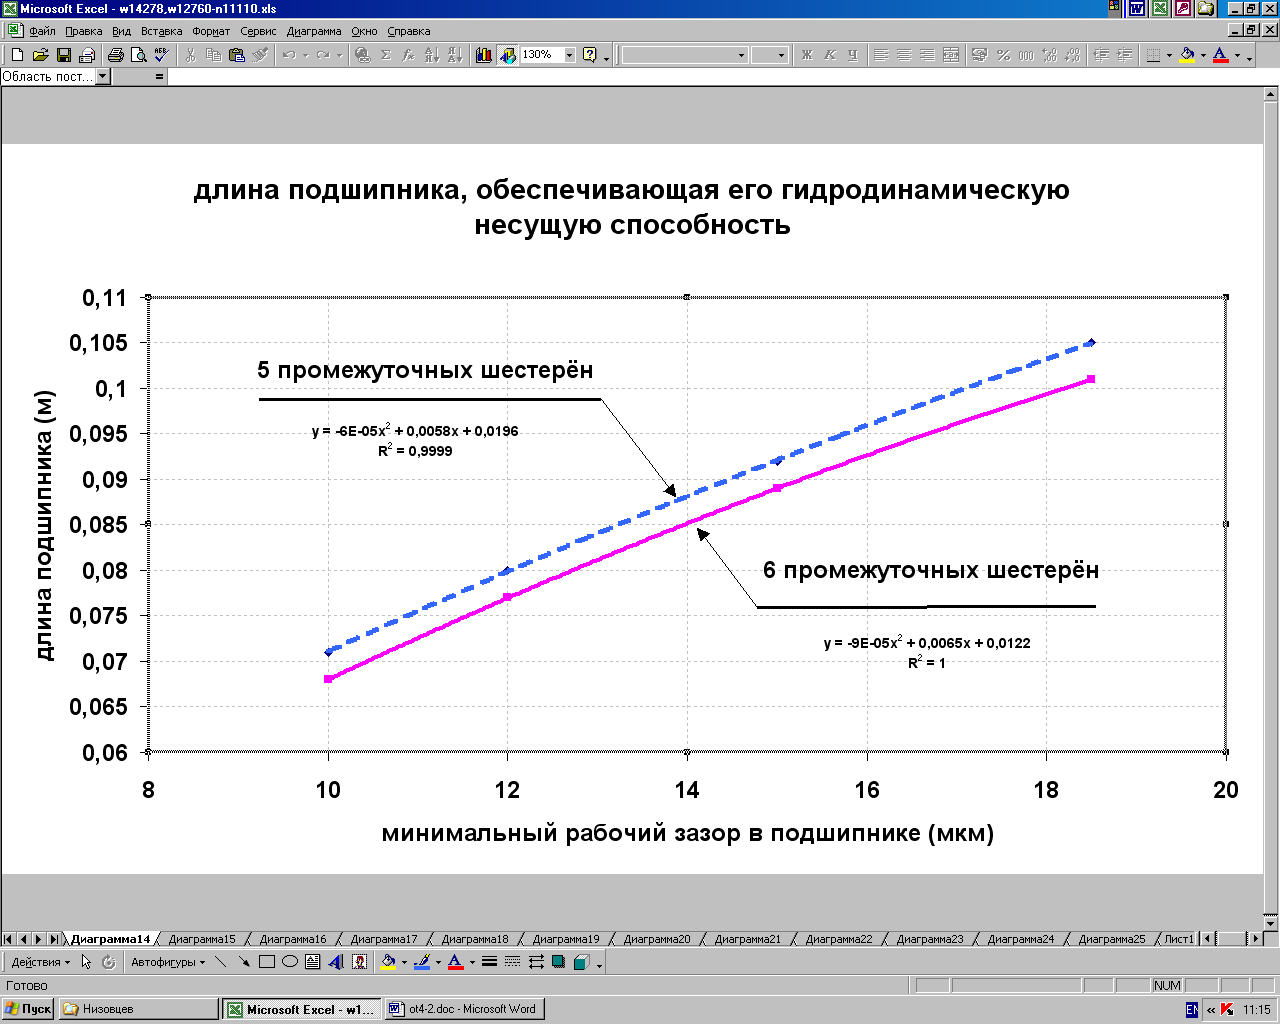 Microsoft Excel - w14278,w12760-n11110.xls
Файл Правка Вид Вставка Формат Сервис Диаграмма Окно Справка
130%
Ж К Ч
Область пост... =
длина подшипника, обеспечивающая его гидродинамическую
несущую способность
0,11
0,105
0,1
0,095
0,09
0,085
0,08
0,075
0,07
0,065
0,06
длина подшипника (м)
5 промежуточных шестерён
y = -6E-05x² + 0,0058x + 0,0196
R² = 0,9999
6 промежуточных шестерён
y = -9E-05x² + 0,0065x + 0,0122
R² = 1
8 10 12 14 16 18 20
минимальный рабочий зазор в подшипнике (мкм)
Диаграмма14 Диаграмма15 Диаграмма16 Диаграмма17 Диаграмма18 Диаграмма19 Диаграмма20 Диаграмма21 Диаграмма22 Диаграмма23 Диаграмма24 Диаграмма25 Лист1
Действия Автофигуры
Готово NUM
Пуск Низовцев Microsoft Excel - w1... ot4-2.doc - Microsoft Word EN « 11:15